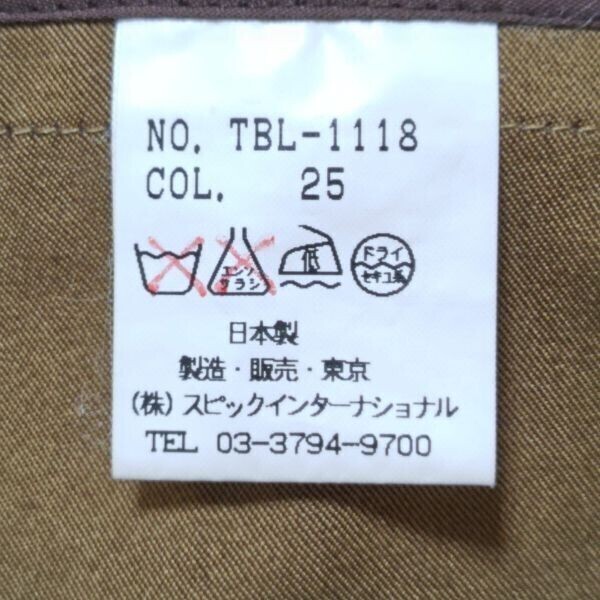 NO. TBL-1118
COL. 25
エンソ サラシ 低 ドライ セキユ系
日本製
製造・販売・東京
(株)スピックインターナショナル
TEL 03-3794-9700